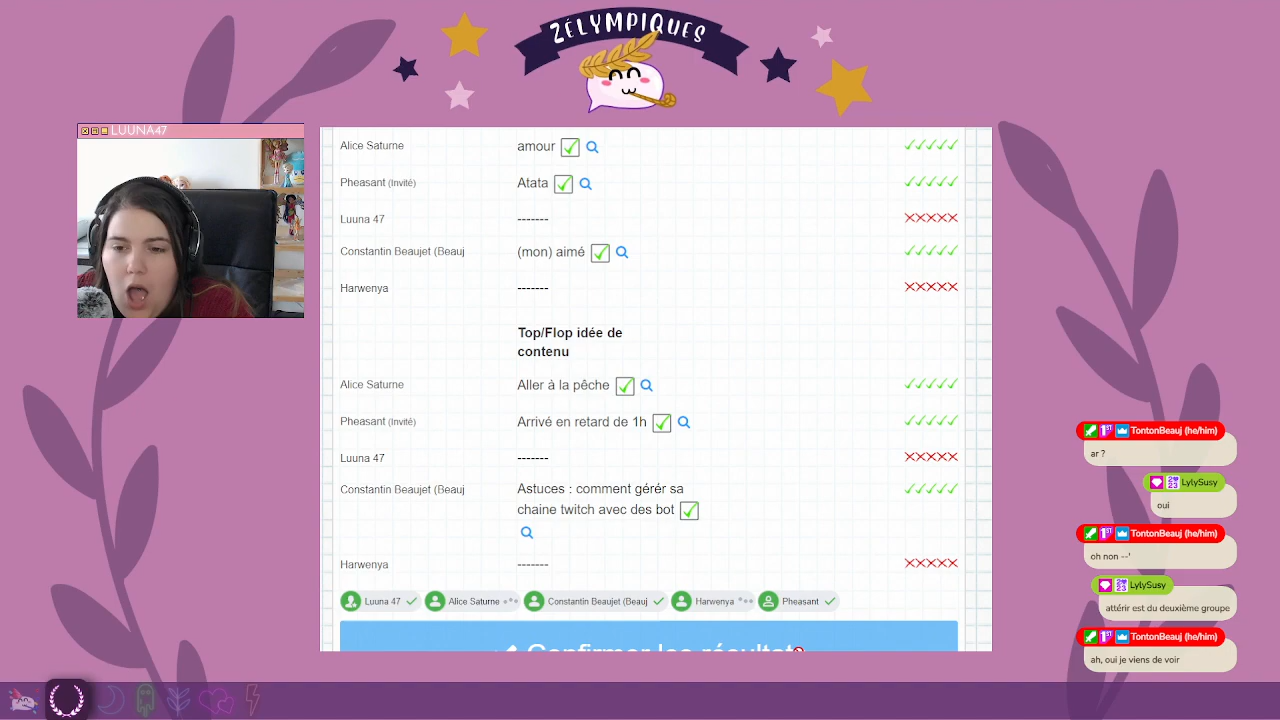 ZÉLYMPIQUES
LUUNA47
Alice Saturne amour
Pheasant (Invité) Atata
Luuna 47 -------
Constantin Beaujet (Beauj (mon) aimé
Harwenya -------
Top/Flop idée de
contenu
Alice Saturne Aller à la pêche
Pheasant (Invité) Arrivé en retard de 1h
Luuna 47 -------
Constantin Beaujet (Beauj Astuces : comment gérér sa
chaine twitch avec des bot
Harwenya -------
Luuna 47 Alice Saturne Constantin Beaujet (Beauj Harwenya Pheasant
Confirmer les résultats
TontonBeauj (he/him)
ar ?
LylySusy
oui
TontonBeauj (he/him)
oh non --'
LylySusy
attérir est du deuxième groupe
TontonBeauj (he/him)
ah, oui je viens de voir